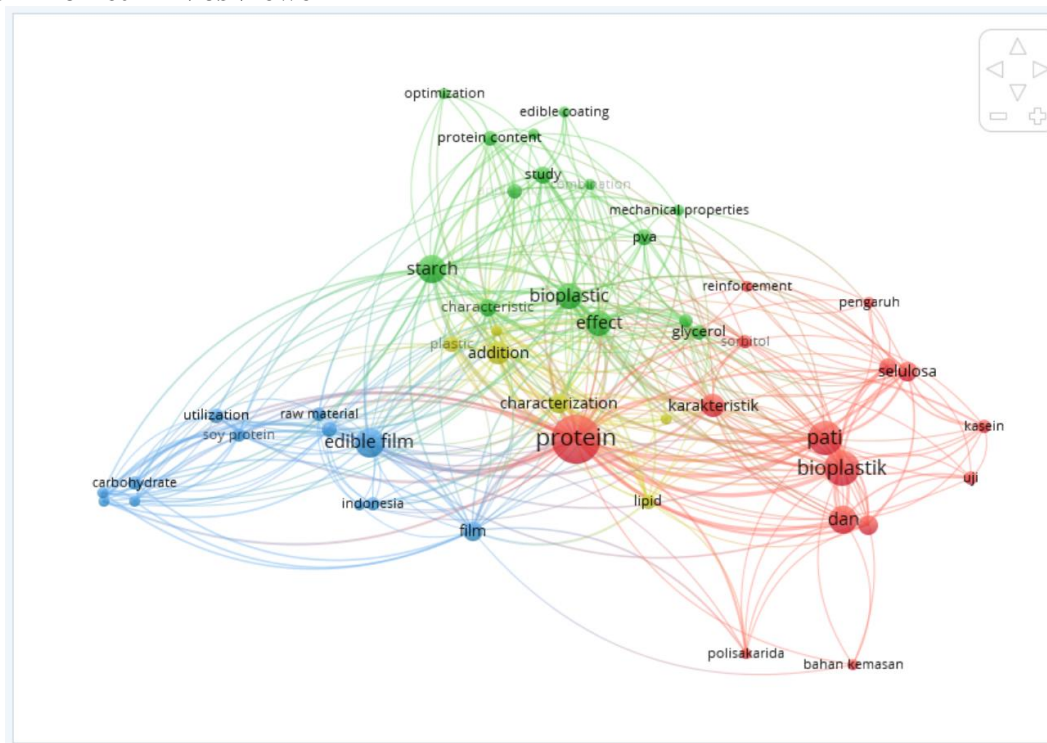 optimization
edible coating
protein content
study
combination
mechanical properties
pva
starch
reinforcement
bioplastic
pengaruh
characteristic
effect
glycerol
sorbitol
plastic
addition
selulosa
characterization
karakteristik
utilization
raw material
soy protein
edible film
protein
pati
kasein
bioplastik
uji
carbohydrate
indonesia
lipid
film
dan
polisakarida
bahan kemasan